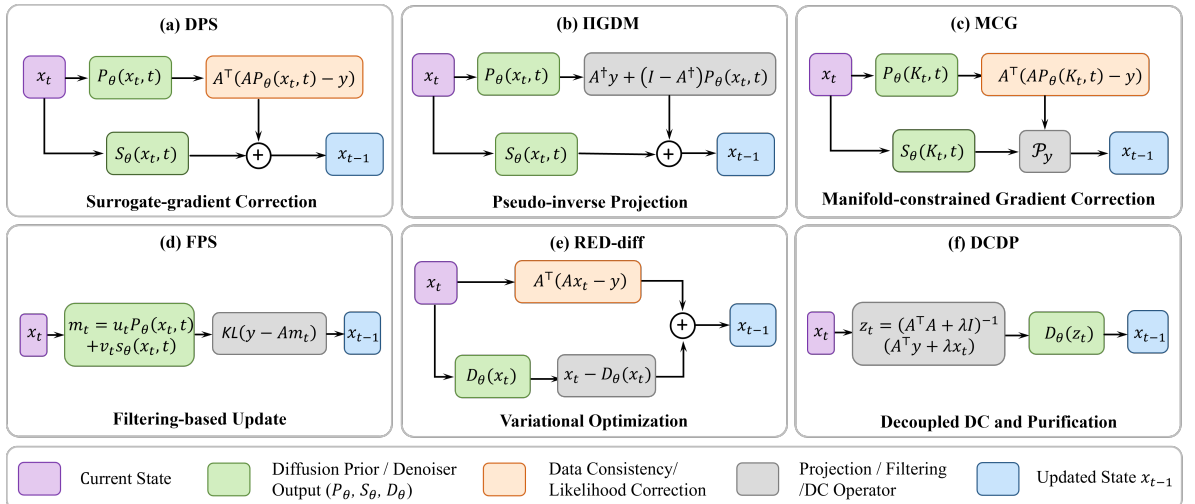 (a) DPS
x_t
P_θ(x_t, t)
A^⊤(AP_θ(x_t, t) − y)
S_θ(x_t, t)
+
x_{t−1}
Surrogate-gradient Correction
(b) ΠGDM
x_t
P_θ(x_t, t)
A^†y + (I − A^†)P_θ(x_t, t)
S_θ(x_t, t)
+
x_{t−1}
Pseudo-inverse Projection
(c) MCG
x_t
P_θ(K_t, t)
A^⊤(AP_θ(K_t, t) − y)
S_θ(K_t, t)
𝒫_y
x_{t−1}
Manifold-constrained Gradient Correction
(d) FPS
x_t
m_t = u_t P_θ(x_t, t)
+v_t s_θ(x_t, t)
KL(y − Am_t)
x_{t−1}
Filtering-based Update
(e) RED-diff
x_t
A^⊤(Ax_t − y)
D_θ(x_t)
x_t − D_θ(x_t)
+
x_{t−1}
Variational Optimization
(f) DCDP
x_t
z_t = (A^⊤A + λI)^{−1}
(A^⊤y + λx_t)
D_θ(z_t)
x_{t−1}
Decoupled DC and Purification
Current State
Diffusion Prior / Denoiser
Output (P_θ, S_θ, D_θ)
Data Consistency/
Likelihood Correction
Projection / Filtering
/DC Operator
Updated State x_{t−1}